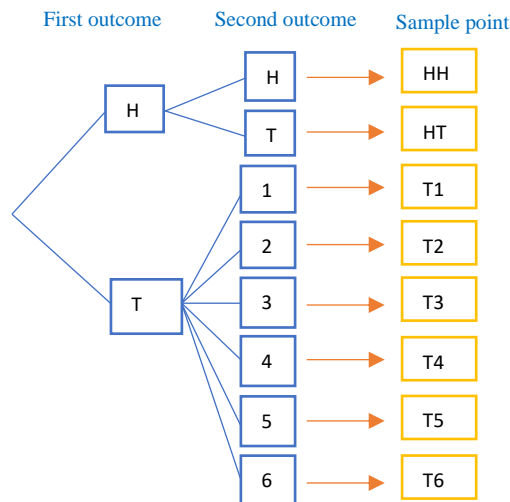 First outcome Second outcome Sample point
H HH
H T HT
1 T1
2 T2
T 3 T3
4 T4
5 T5
6 T6